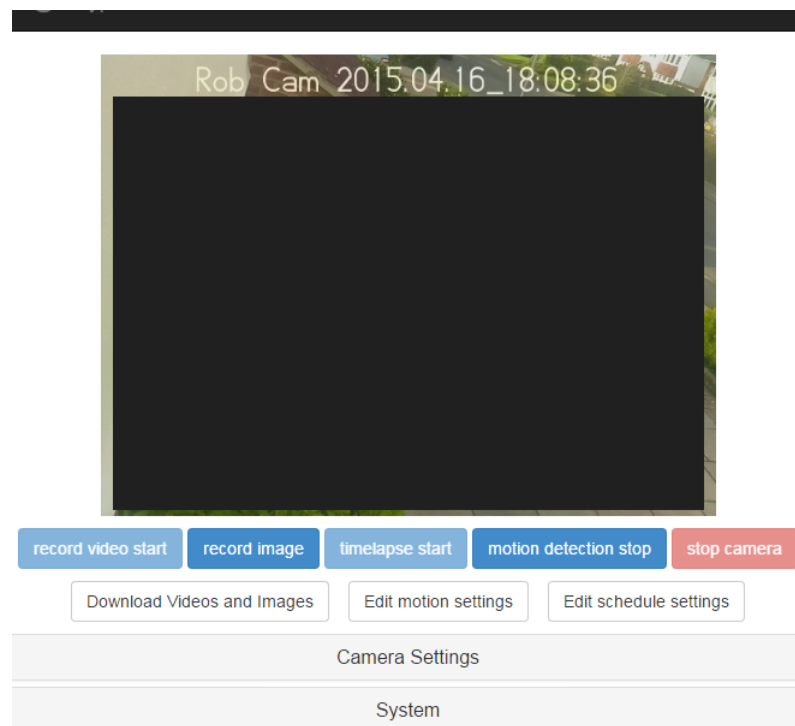 Rob Cam 2015.04.16_18:08:36
record video start record image timelapse start motion detection stop stop camera
Download Videos and Images Edit motion settings Edit schedule settings
Camera Settings
System